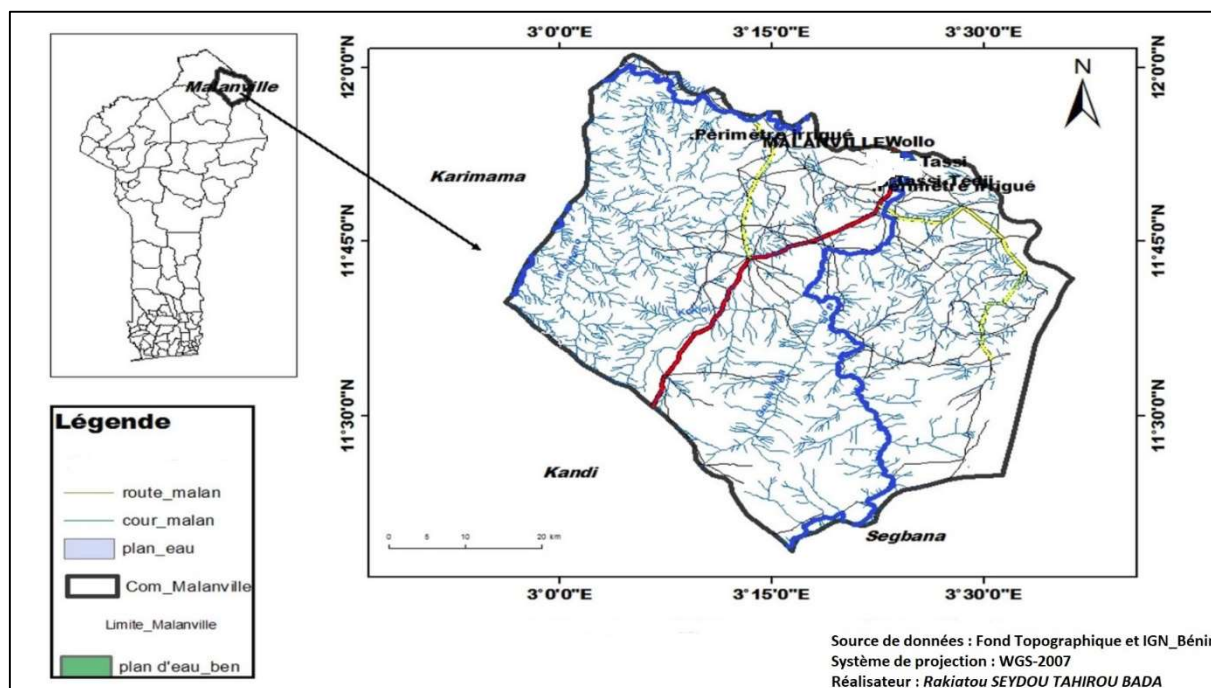 Malanville
3°0'0"E
3°15'0"E
3°30'0"E
N
12°0'0"N
12°0'0"N
.Périmètre irrigué
MALANVILLE
Wollo
Tassi
Tassi Tédji
.Périmètre irrigué
Karimama
11°45'0"N
11°45'0"N
11°30'0"N
11°30'0"N
Kandi
Segbana
0 5 10 20 km
3°0'0"E
3°15'0"E
3°30'0"E
Légende
route_malan
cour_malan
plan_eau
Com_Malanville
Limite_Malanville
plan d'eau_ben
Source de données : Fond Topographique et IGN_Bénin
Système de projection : WGS-2007
Réalisateur : Rakiatou SEYDOU TAHIROU BADA